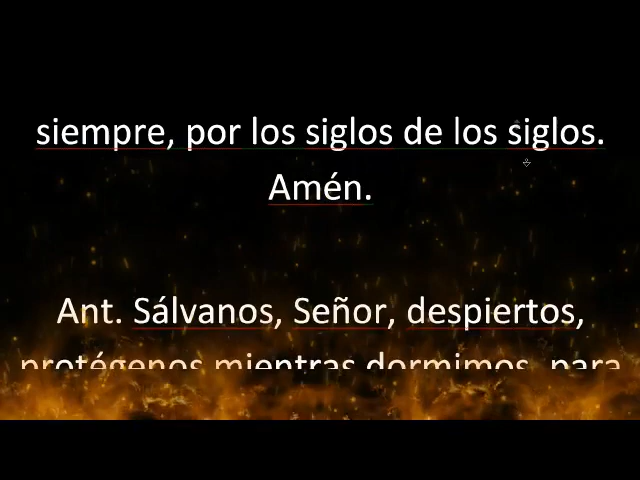 siempre, por los siglos de los siglos.
Amén.
Ant. Sálvanos, Señor, despiertos,
protégenos mientras dormimos, para